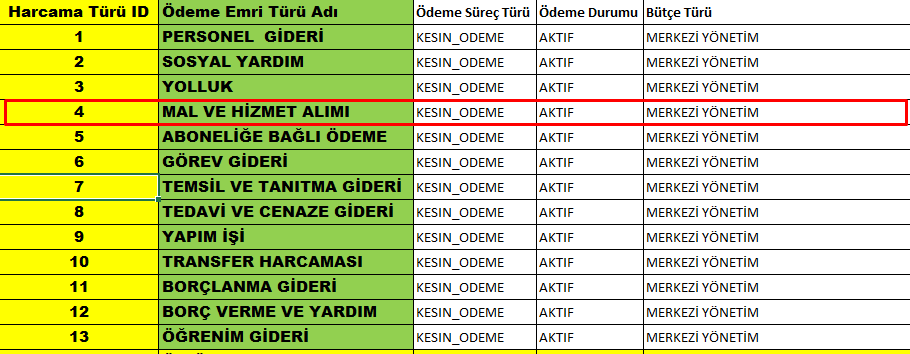 Harcama Türü ID Ödeme Emri Türü Adı Ödeme Süreç Türü Ödeme Durumu Bütçe Türü
1 PERSONEL GİDERİ KESIN_ODEME AKTIF MERKEZİ YÖNETİM
2 SOSYAL YARDIM KESIN_ODEME AKTIF MERKEZİ YÖNETİM
3 YOLLUK KESIN_ODEME AKTIF MERKEZİ YÖNETİM
4 MAL VE HİZMET ALIMI KESIN_ODEME AKTIF MERKEZİ YÖNETİM
5 ABONELİĞE BAĞLI ÖDEME KESIN_ODEME AKTIF MERKEZİ YÖNETİM
6 GÖREV GİDERİ KESIN_ODEME AKTIF MERKEZİ YÖNETİM
7 TEMSİL VE TANITMA GİDERİ KESIN_ODEME AKTIF MERKEZİ YÖNETİM
8 TEDAVİ VE CENAZE GİDERİ KESIN_ODEME AKTIF MERKEZİ YÖNETİM
9 YAPIM İŞİ KESIN_ODEME AKTIF MERKEZİ YÖNETİM
10 TRANSFER HARCAMASI KESIN_ODEME AKTIF MERKEZİ YÖNETİM
11 BORÇLANMA GİDERİ KESIN_ODEME AKTIF MERKEZİ YÖNETİM
12 BORÇ VERME VE YARDIM KESIN_ODEME AKTIF MERKEZİ YÖNETİM
13 ÖĞRENİM GİDERİ KESIN_ODEME AKTIF MERKEZİ YÖNETİM